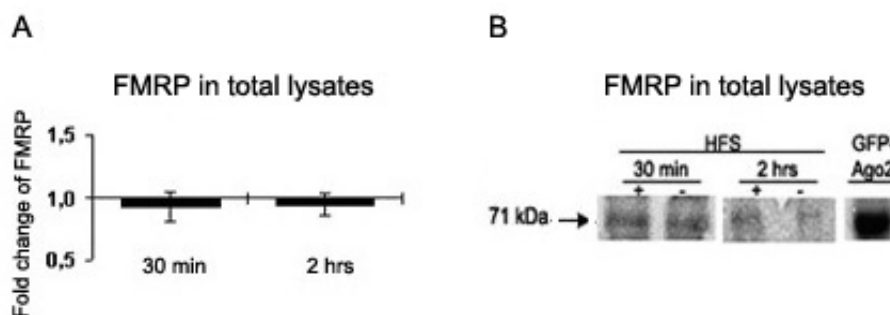 A
FMRP in total lysates
Fold change of FMRP
1,5
1,0
0,5
30 min
2 hrs
B
FMRP in total lysates
HFS
GFP
30 min
2 hrs
Ago2
+ - + -
71 kDa